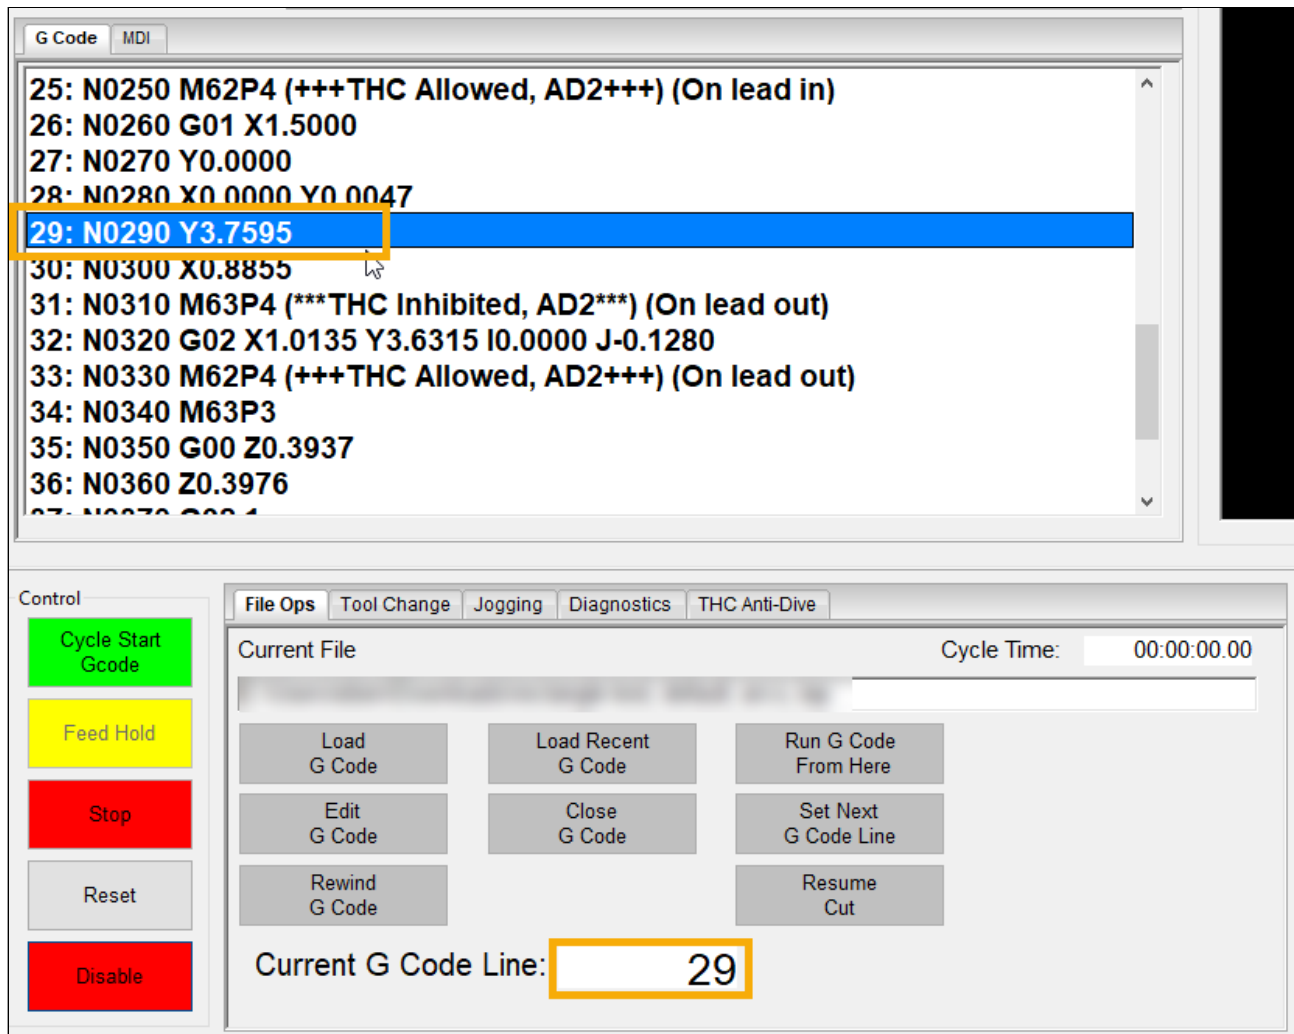 G Code MDI
25: N0250 M62P4 (+++THC Allowed, AD2+++) (On lead in)
26: N0260 G01 X1.5000
27: N0270 Y0.0000
28: N0280 X0.0000 Y0.0047
29: N0290 Y3.7595
30: N0300 X0.8855
31: N0310 M63P4 (***THC Inhibited, AD2***) (On lead out)
32: N0320 G02 X1.0135 Y3.6315 I0.0000 J-0.1280
33: N0330 M62P4 (+++THC Allowed, AD2+++) (On lead out)
34: N0340 M63P3
35: N0350 G00 Z0.3937
36: N0360 Z0.3976
Control
Cycle Start
Gcode
Feed Hold
Stop
Reset
Disable
File Ops Tool Change Jogging Diagnostics THC Anti-Dive
Current File Cycle Time: 00:00:00.00
Load
G Code
Load Recent
G Code
Run G Code
From Here
Edit
G Code
Close
G Code
Set Next
G Code Line
Rewind
G Code
Resume
Cut
Current G Code Line: 29